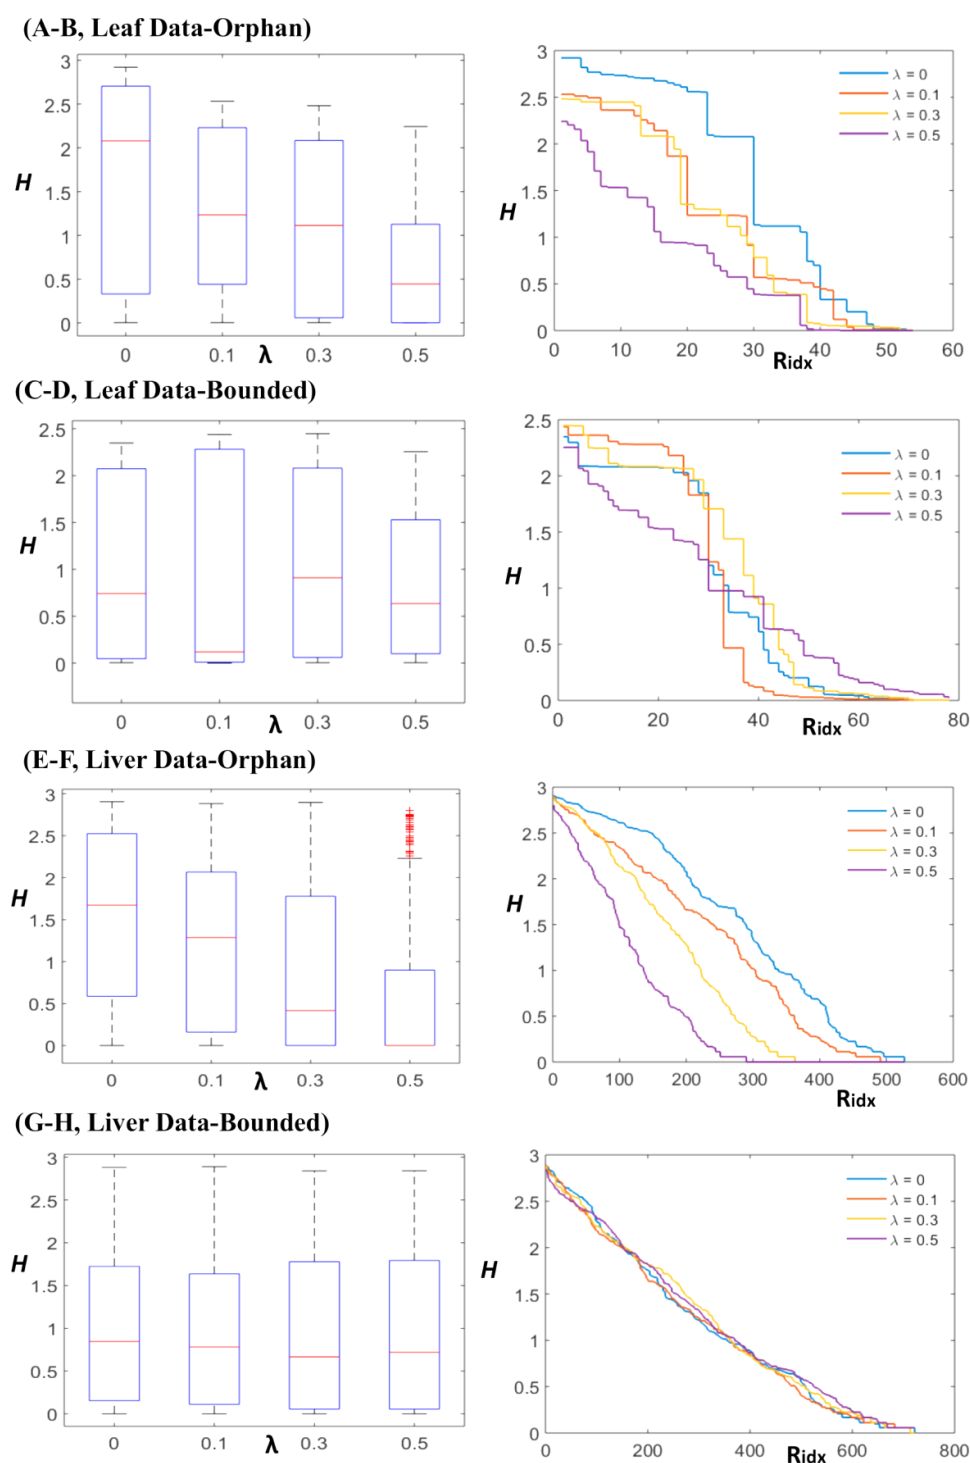 (A-B, Leaf Data-Orphan)
3
2.5
2
1.5
1
0.5
0
H
0 0.1 0.3 0.5
λ
3
2.5
2
1.5
1
0.5
0
H
λ = 0
λ = 0.1
λ = 0.3
λ = 0.5
0 10 20 30 40 50 60
Ridx
(C-D, Leaf Data-Bounded)
2.5
2
1.5
1
0.5
0
H
0 0.1 0.3 0.5
λ
2.5
2
1.5
1
0.5
0
H
λ = 0
λ = 0.1
λ = 0.3
λ = 0.5
0 20 40 60 80
Ridx
(E-F, Liver Data-Orphan)
3
2.5
2
1.5
1
0.5
0
H
0 0.1 0.3 0.5
λ
3
2.5
2
1.5
1
0.5
0
H
λ = 0
λ = 0.1
λ = 0.3
λ = 0.5
0 100 200 300 400 500 600
Ridx
(G-H, Liver Data-Bounded)
3
2.5
2
1.5
1
0.5
0
H
0 0.1 0.3 0.5
λ
3
2.5
2
1.5
1
0.5
0
H
λ = 0
λ = 0.1
λ = 0.3
λ = 0.5
0 200 400 600 800
Ridx